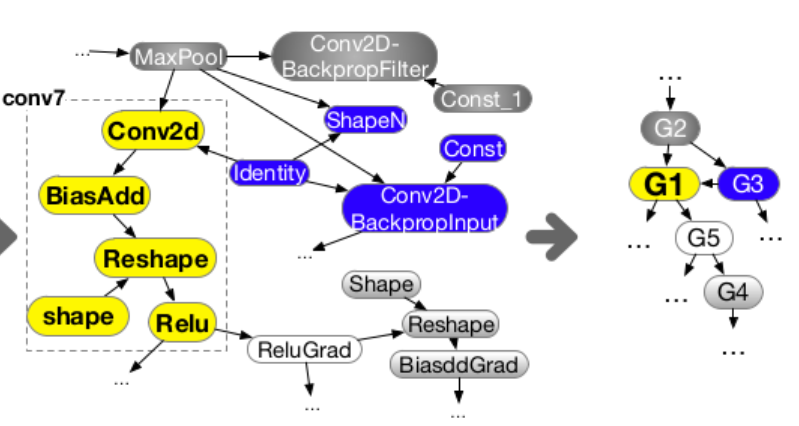 ...
MaxPool
Conv2D-
BackpropFilter
Const_1
conv7
Conv2d
ShapeN
Const
Identity
BiasAdd
Conv2D-
BackpropInput
...
Reshape
shape
Relu
...
Shape
Reshape
ReluGrad
BiasddGrad
...
...
...
G2
G1
G3
...
G5
...
...
G4
...